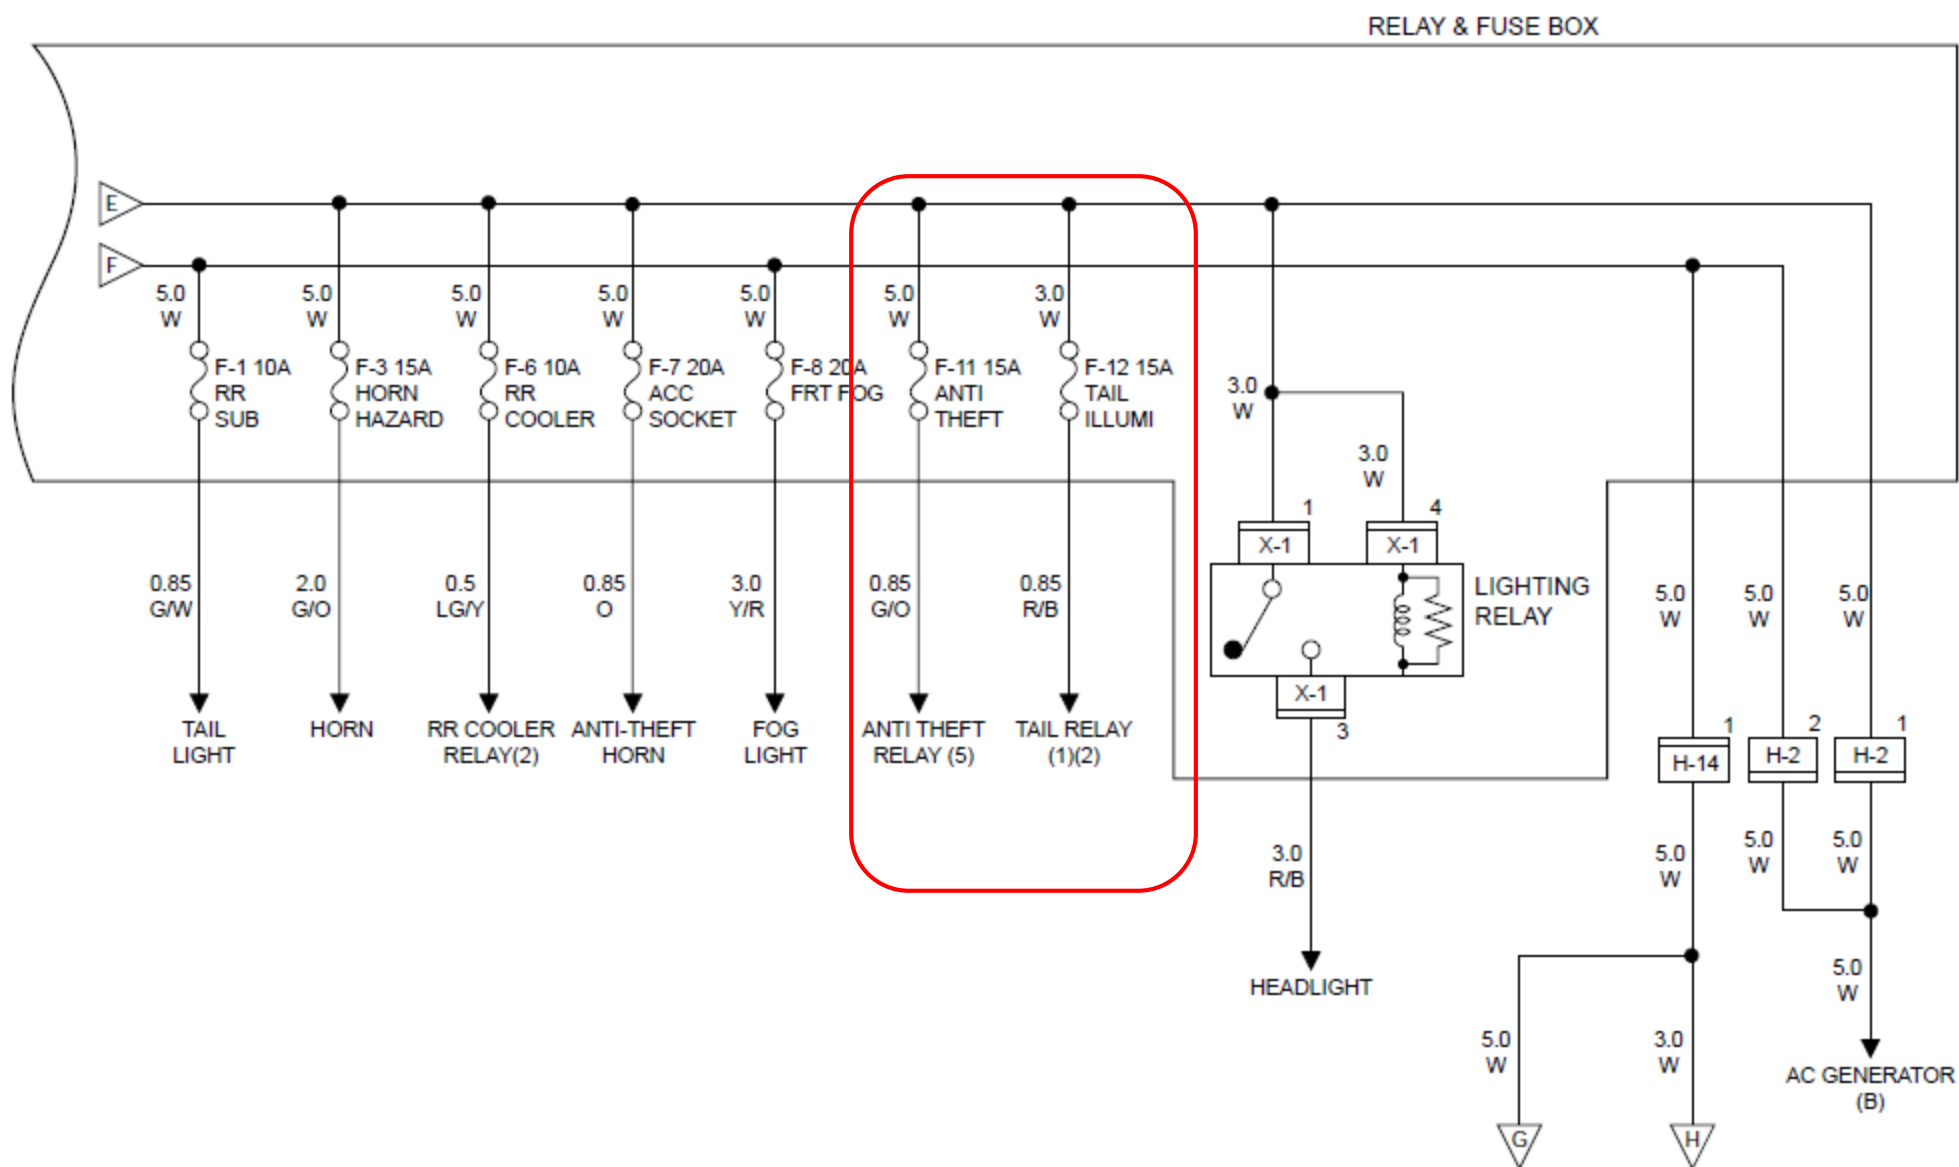 RELAY & FUSE BOX
E
F
5.0
W
5.0
W
5.0
W
5.0
W
5.0
W
5.0
W
3.0
W
F-1 10A
RR
SUB
F-3 15A
HORN
HAZARD
F-6 10A
RR
COOLER
F-7 20A
ACC
SOCKET
F-8 20A
FRT FOG
F-11 15A
ANTI
THEFT
F-12 15A
TAIL
ILLUMI
3.0
W
3.0
W
1
X-1
4
X-1
LIGHTING
RELAY
X-1
3
0.85
G/W
2.0
G/O
0.5
LG/Y
0.85
O
3.0
Y/R
0.85
G/O
0.85
R/B
5.0
W
5.0
W
5.0
W
TAIL
LIGHT
HORN
RR COOLER
RELAY(2)
ANTI-THEFT
HORN
FOG
LIGHT
ANTI THEFT
RELAY (5)
TAIL RELAY
(1)(2)
1
H-14
2
H-2
1
H-2
3.0
R/B
5.0
W
5.0
W
5.0
W
HEADLIGHT
5.0
W
5.0
W
3.0
W
AC GENERATOR
(B)
G
H